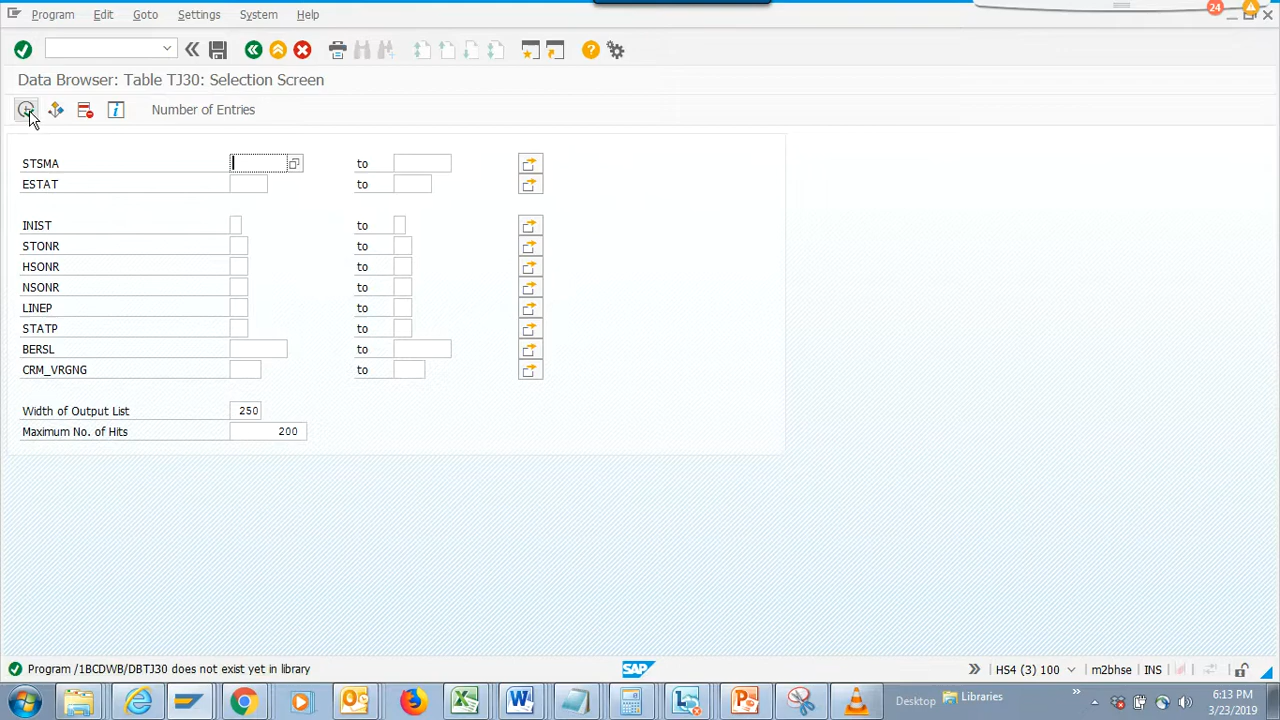 24
Program Edit Goto Settings System Help
Data Browser: Table TJ30: Selection Screen
Number of Entries
STSMA to
ESTAT to
INIST to
STONR to
HSONR to
NSONR to
LINEP to
STATP to
BERSL to
CRM_VRGNG to
Width of Output List 250
Maximum No. of Hits 200
Program /1BCDWB/DBTJ30 does not exist yet in library SAP HS4 (3) 100 m2bhse INS
Desktop Libraries 6:13 PM
3/23/2019